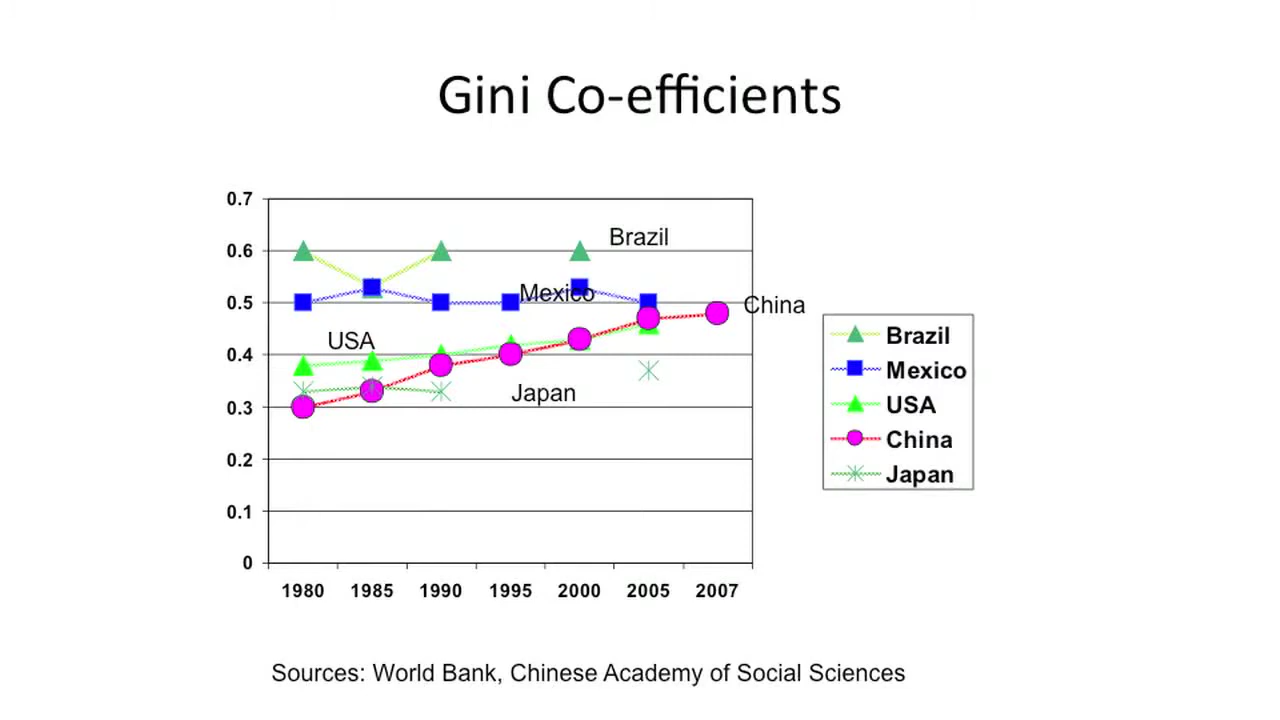 Gini Co-efficients
0.7
0.6
0.5
0.4
0.3
0.2
0.1
0
Brazil
Mexico
China
USA
Japan
1980 1985 1990 1995 2000 2005 2007
Brazil
Mexico
USA
China
Japan
Sources: World Bank, Chinese Academy of Social Sciences